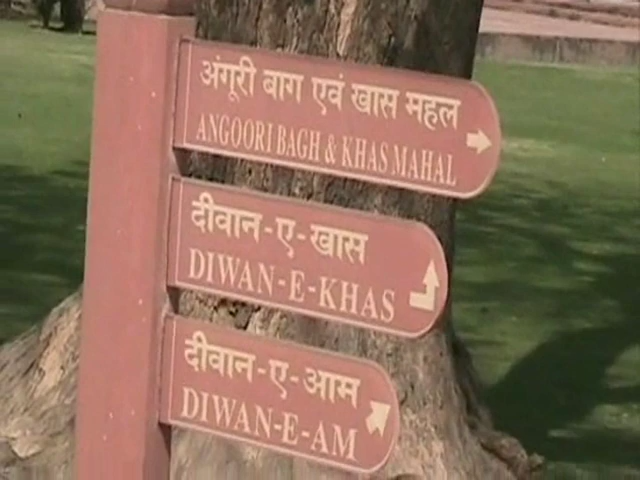 अंगूरी बाग एवं खास महल
ANGOORI BAGH & KHAS MAHAL
दीवान-ए-खास
DIWAN-E-KHAS
दीवान-ए-आम
DIWAN-E-AM